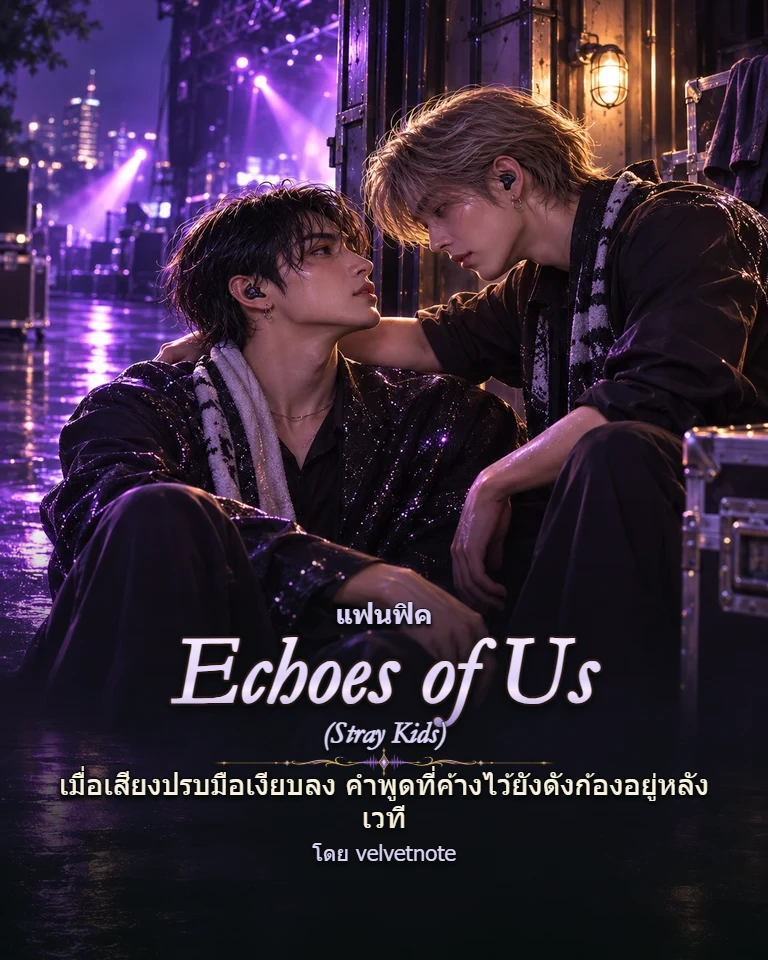 แฟนฟิค
Echoes of Us
(Stray Kids)
เมื่อเสียงปรบมือเงียบลง คำพูดที่ค้างไว้ยังดังก้องอยู่หลัง
เวที
โดย velvetnote